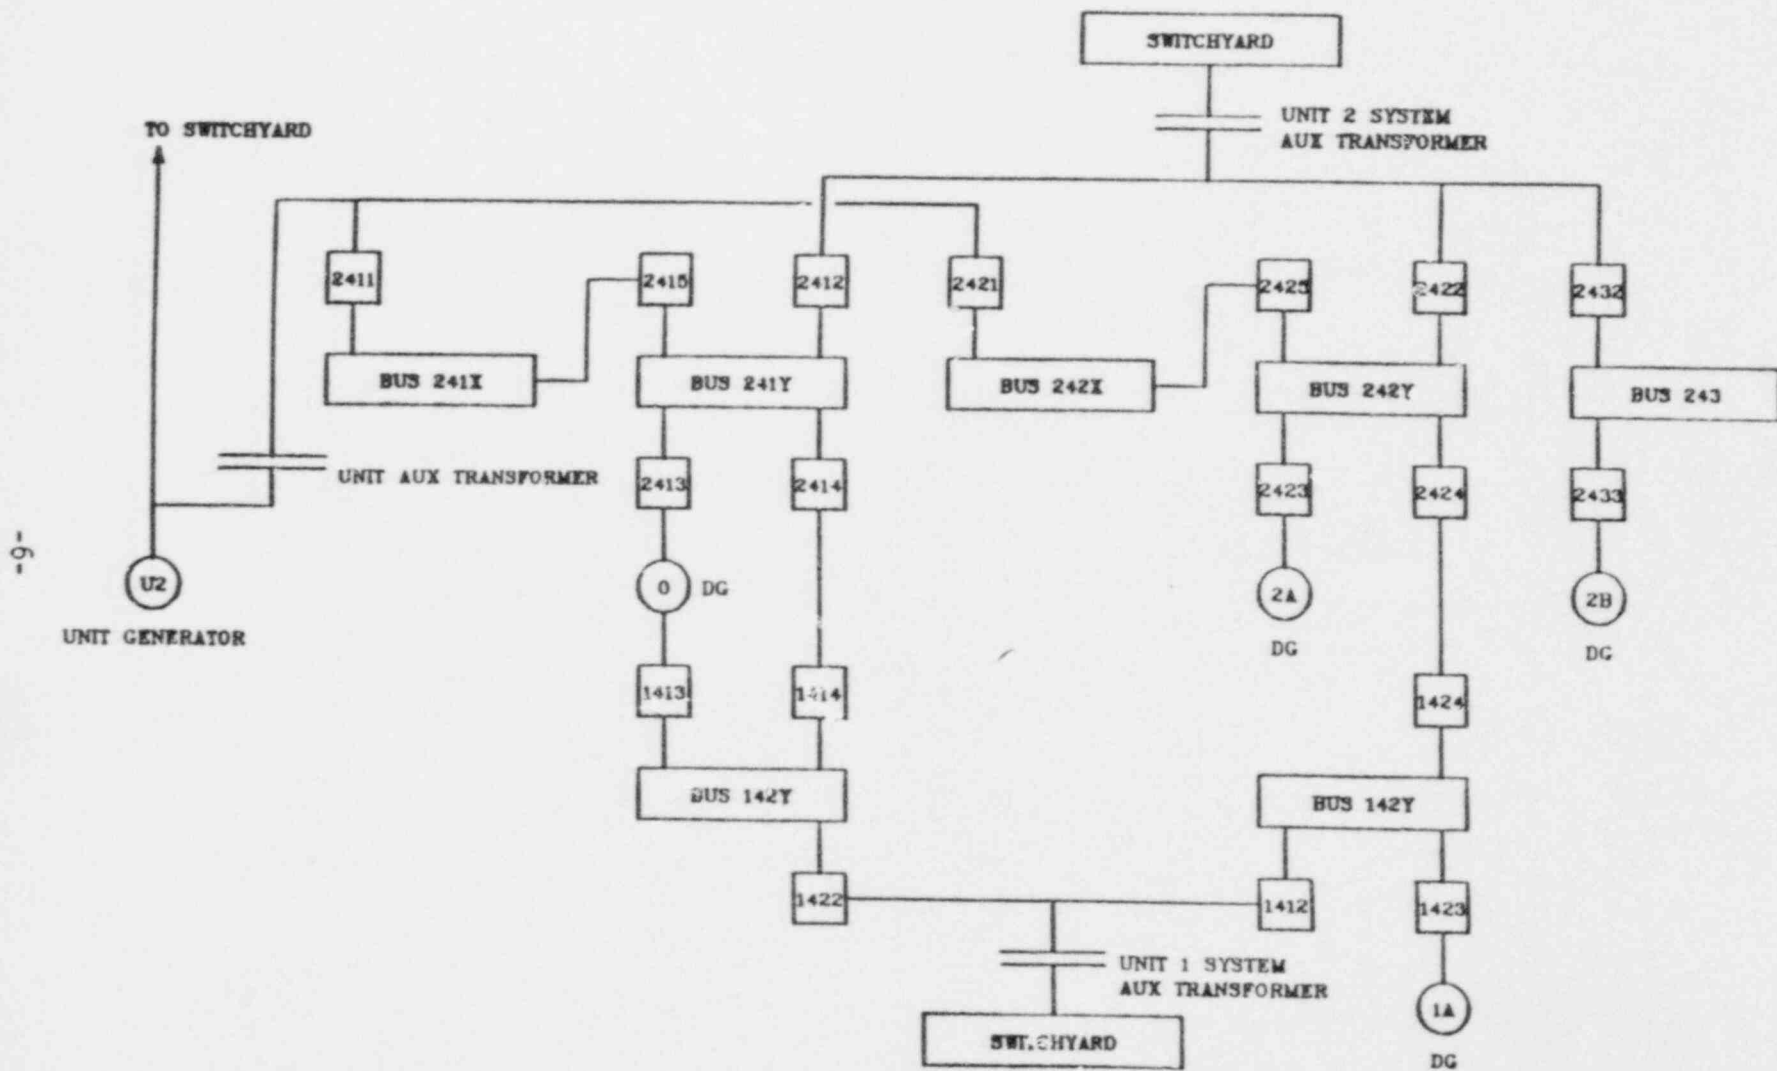 SWITCHYARD
UNIT 2 SYSTEM
AUX TRANSFORMER
TO SWITCHYARD
2411
2415
2412
2421
2425
2422
2432
BUS 241X
BUS 241Y
BUS 242X
BUS 242Y
BUS 243
UNIT AUX TRANSFORMER
2413
2414
2423
2424
2433
-9-
U2
UNIT GENERATOR
0
DG
2A
DG
2B
DG
1413
1414
1424
BUS 142Y
BUS 142Y
1422
1412
1423
UNIT 1 SYSTEM
AUX TRANSFORMER
1A
DG
SWITCHYARD